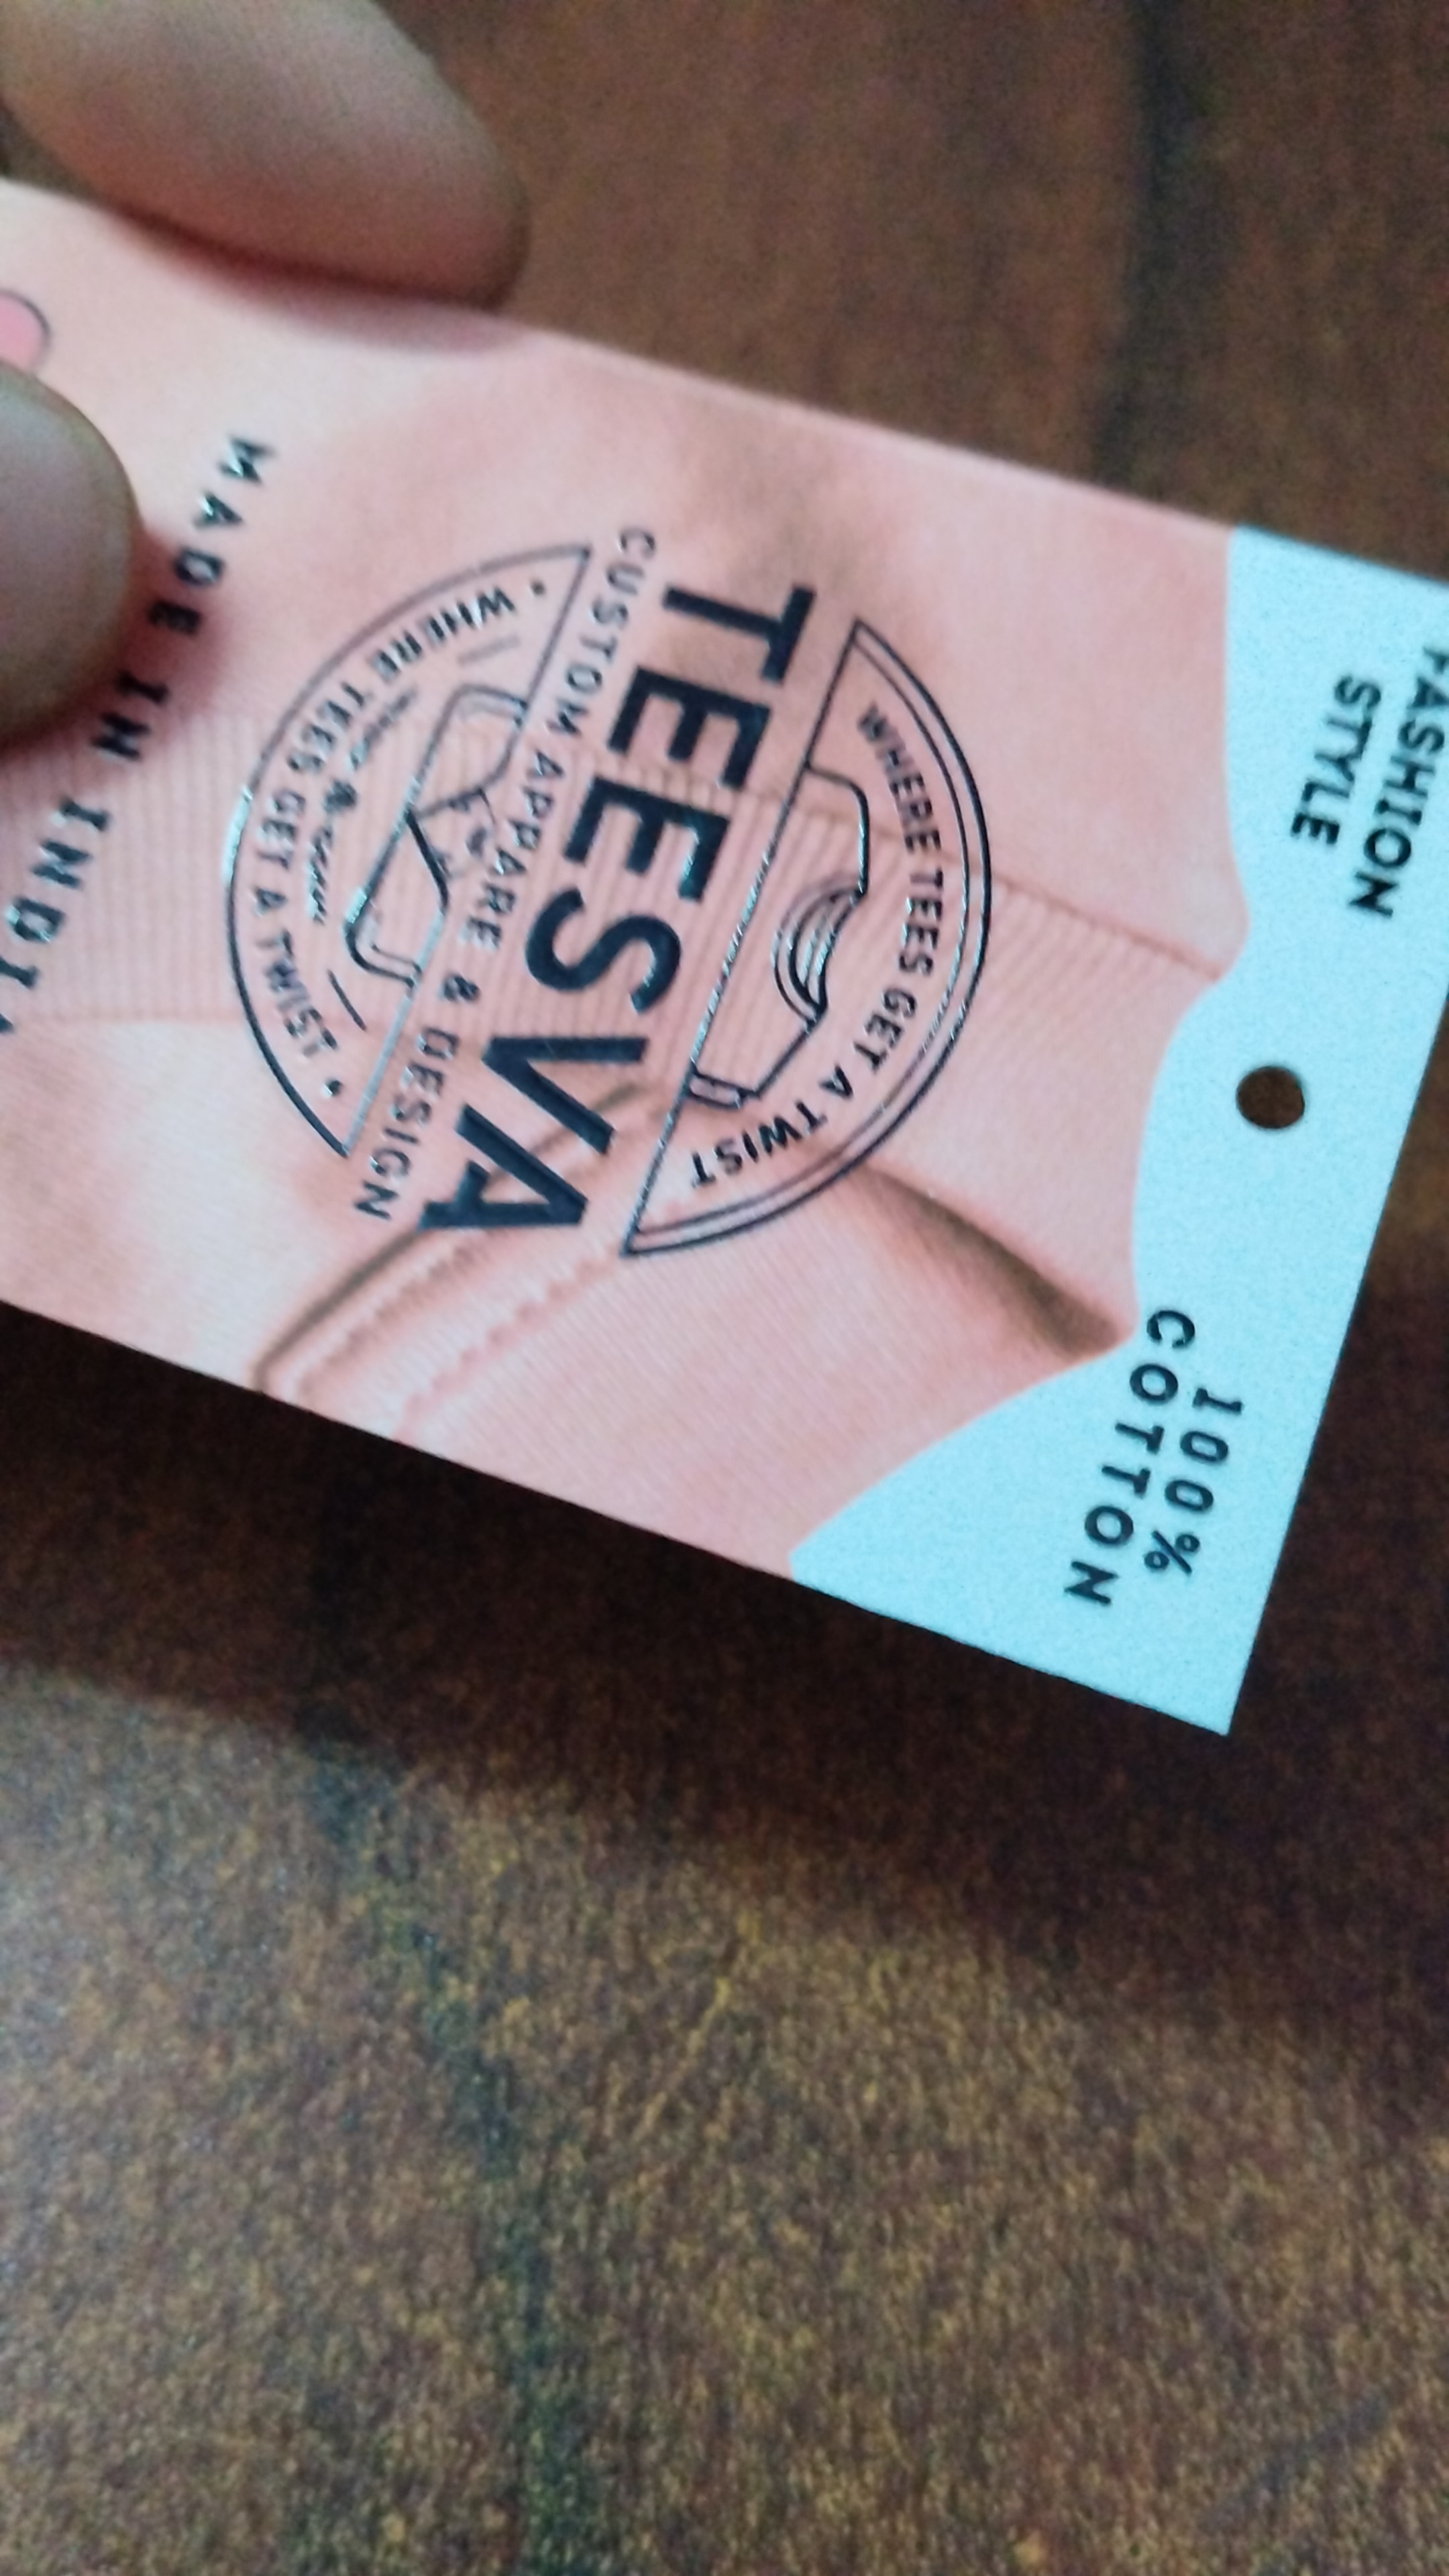 FASHION
STYLE
100%
COTTON
WHERE TEES GET A TWIST
TEESVA
CUSTOM APPARE & DESIGN
• WHERE TEES GET A TWIST •
MADE IN INDIA